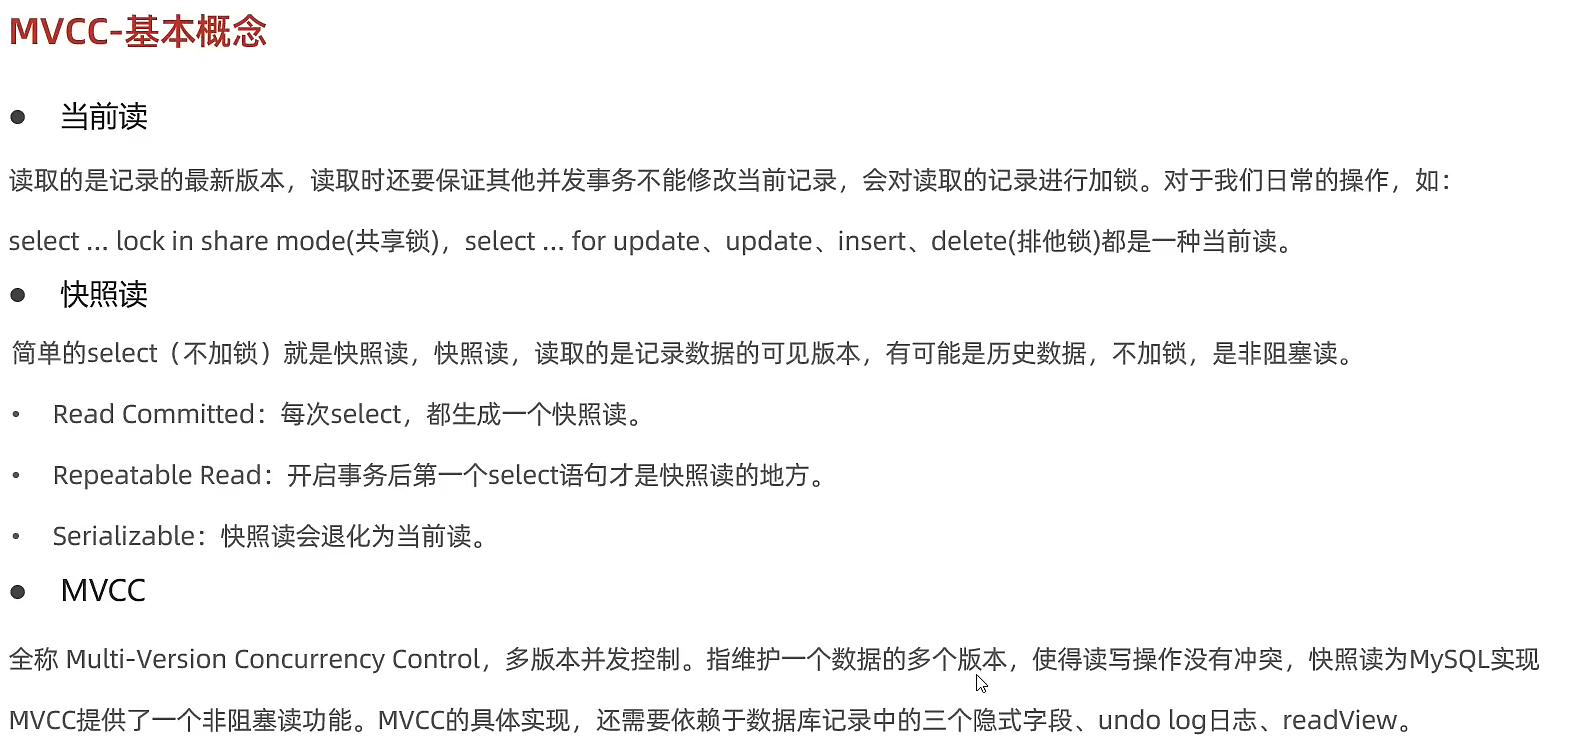 MVCC-基本概念
● 当前读
读取的是记录的最新版本，读取时还要保证其他并发事务不能修改当前记录，会对读取的记录进行加锁。对于我们日常的操作，如：
select ... lock in share mode(共享锁)，select ... for update、update、insert、delete(排他锁)都是一种当前读。
● 快照读
简单的select（不加锁）就是快照读，快照读，读取的是记录数据的可见版本，有可能是历史数据，不加锁，是非阻塞读。
• Read Committed：每次select，都生成一个快照读。
• Repeatable Read：开启事务后第一个select语句才是快照读的地方。
• Serializable：快照读会退化为当前读。
● MVCC
全称 Multi-Version Concurrency Control，多版本并发控制。指维护一个数据的多个版本，使得读写操作没有冲突，快照读为MySQL实现
MVCC提供了一个非阻塞读功能。MVCC的具体实现，还需要依赖于数据库记录中的三个隐式字段、undo log日志、readView。